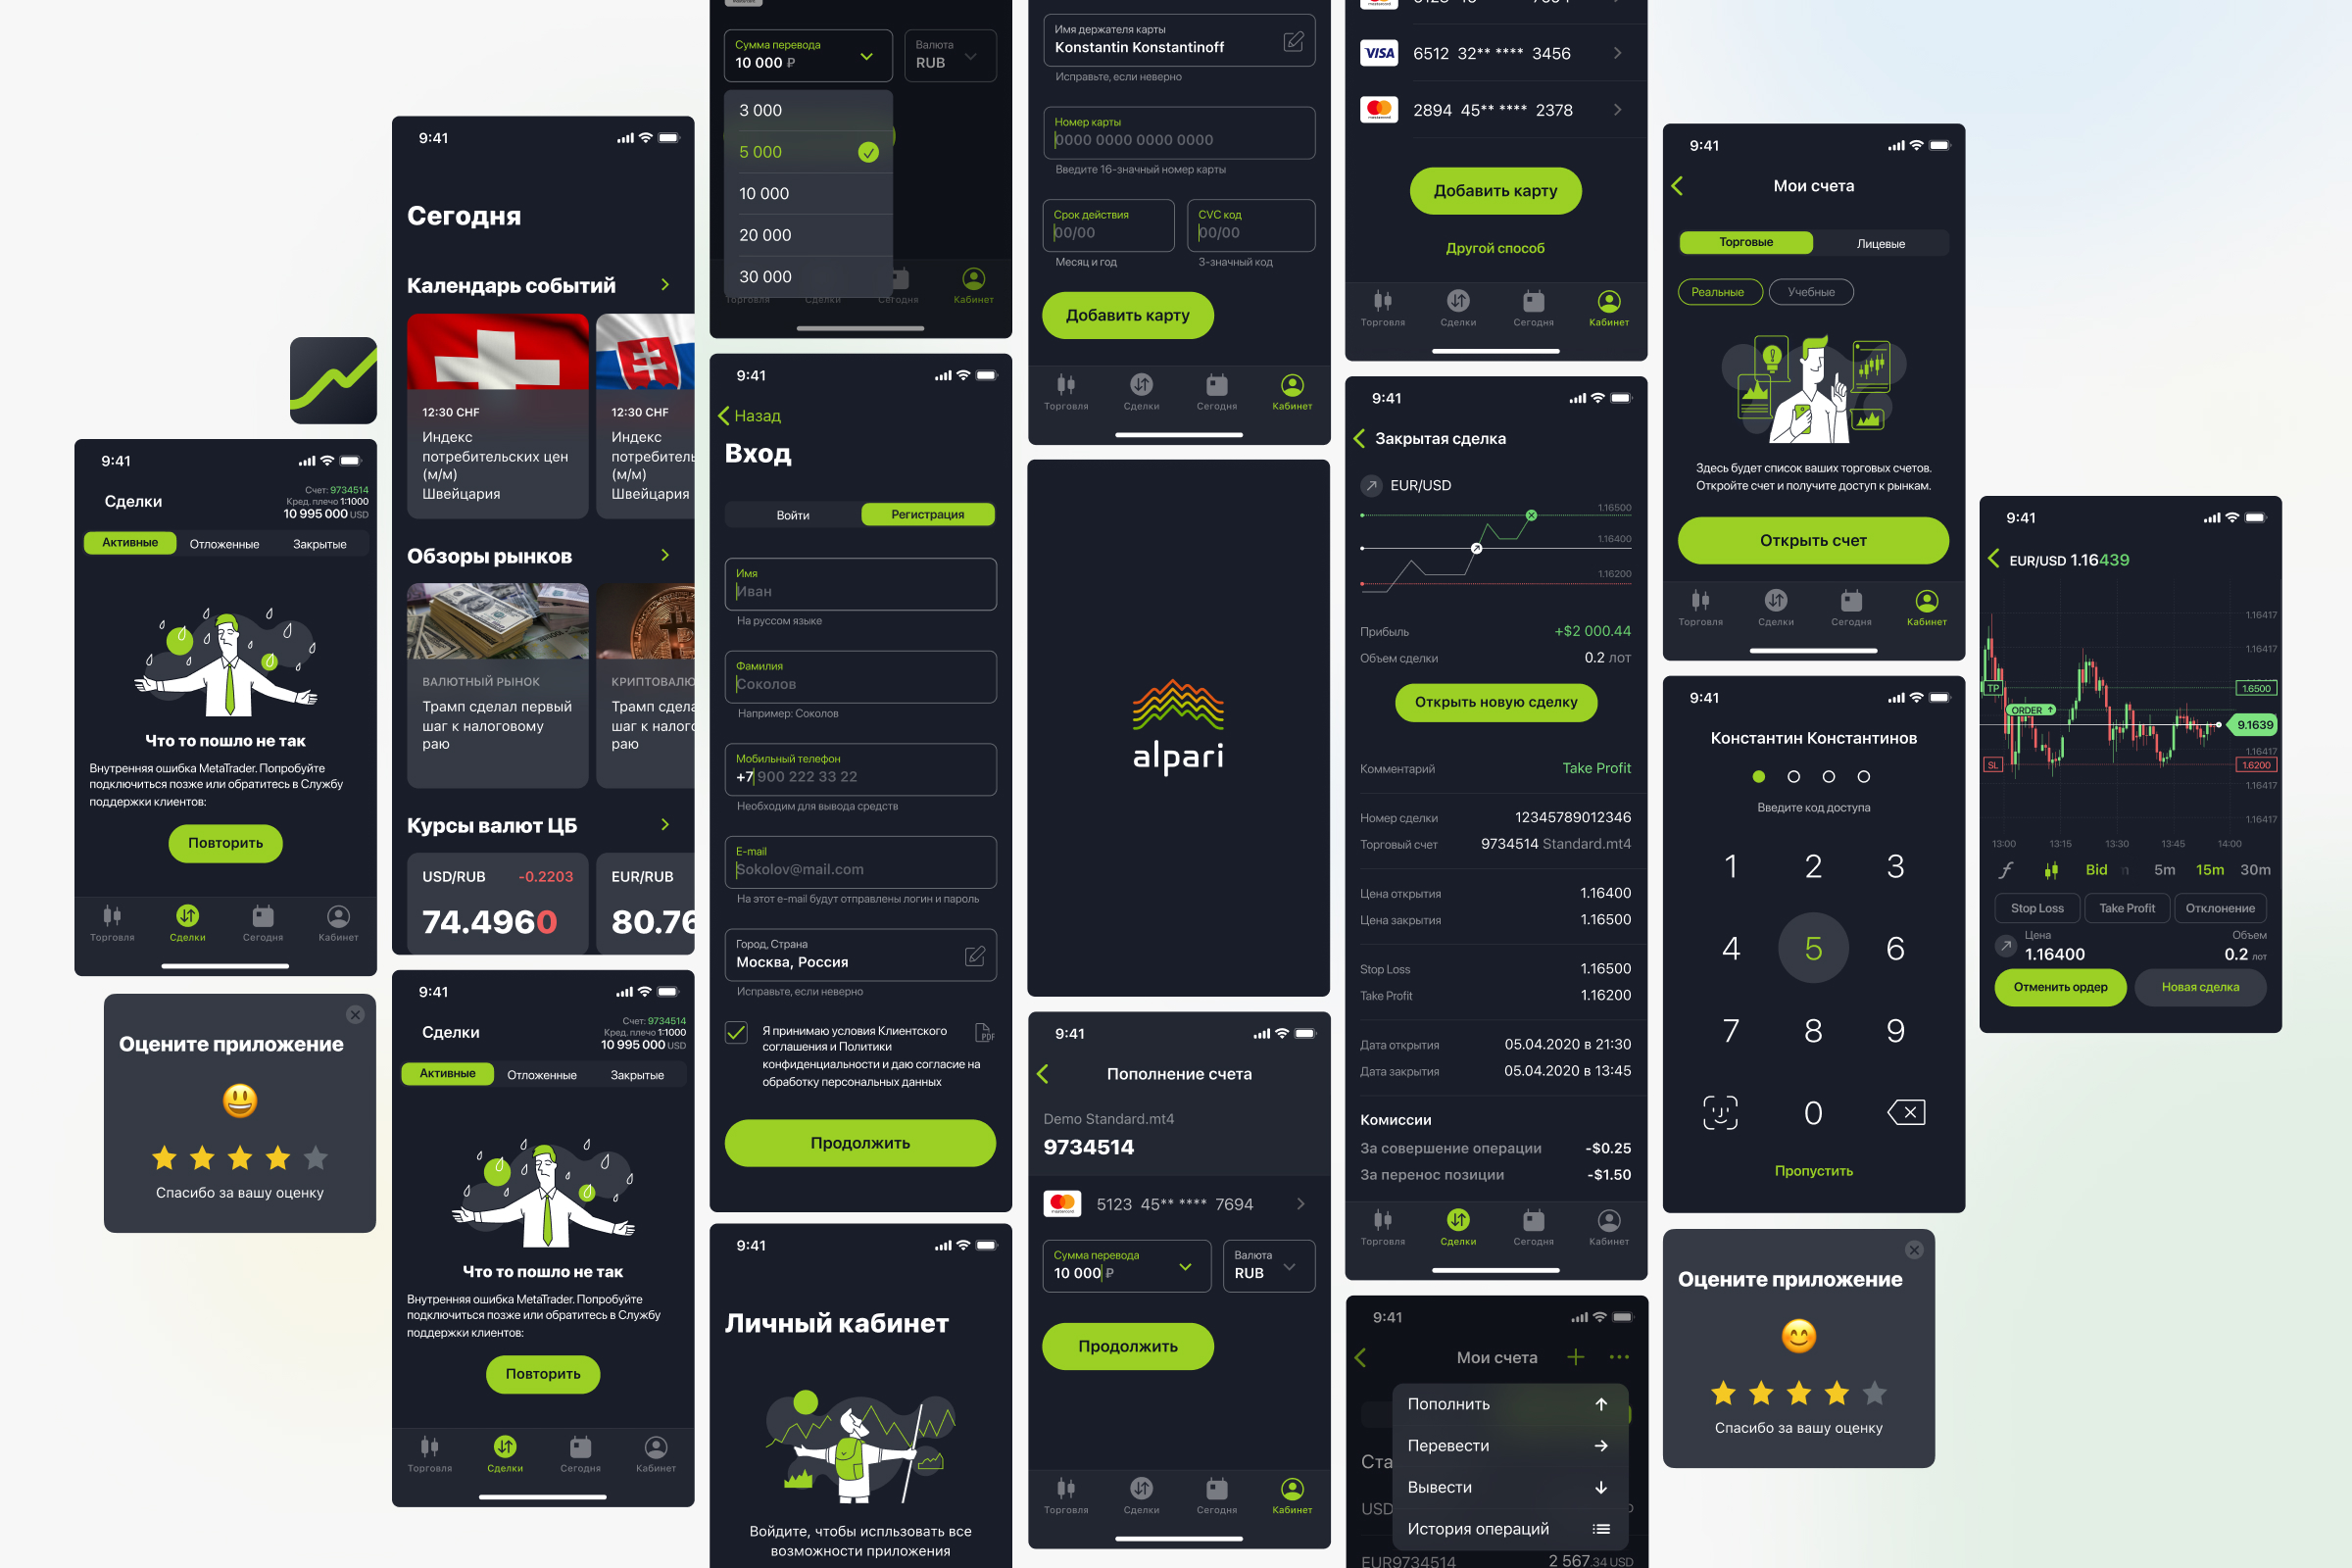 9:41
Сделки
Счет: 9734514
Кред. плечо 1:1000
10 995 000 USD
Активные
Отложенные
Закрытые
Что то пошло не так
Внутренняя ошибка MetaTrader. Попробуйте
подключиться позже или обратитесь в Службу
поддержки клиентов:
Повторить
Торговля
Сделки
Сегодня
Кабинет
Оцените приложение
Спасибо за вашу оценку
9:41
Сегодня
Календарь событий
12:30 CHF
Индекс
потребительских цен
(м/м)
Швейцария
12:30 CHF
Индекс
потребитель
(м/м)
Швейцария
Обзоры рынков
ВАЛЮТНЫЙ РЫНОК
Трамп сделал первый
шаг к налоговому
раю
КРИПТОВАЛЮ
Трамп сдела
шаг к налого
раю
Курсы валют ЦБ
USD/RUB
-0.2203
74.4960
EUR/RUB
80.76
9:41
Сделки
Счет: 9734514
Кред. плечо 1:1000
10 995 000 USD
Активные
Отложенные
Закрытые
Что то пошло не так
Внутренняя ошибка MetaTrader. Попробуйте
подключиться позже или обратитесь в Службу
поддержки клиентов:
Повторить
Торговля
Сделки
Сегодня
Кабинет
Сумма перевода
10 000 ₽
Валюта
RUB
3 000
5 000
10 000
20 000
30 000
Торговля
Сделки
Сегодня
Кабинет
9:41
Назад
Вход
Войти
Регистрация
Имя
Иван
На руссом языке
Фамилия
Соколов
Например: Соколов
Мобильный телефон
+7 900 222 33 22
Необходим для вывода средств
E-mail
Sokolov@mail.com
На этот e-mail будут отправлены логин и пароль
Город, Страна
Москва, Россия
Исправьте, если неверно
Я принимаю условия Клиентского
соглашения и Политики
конфиденциальности и даю согласие на
обработку персональных данных
PDF
Продолжить
9:41
Личный кабинет
Войдите, чтобы испльзовать все
возможности приложения
Имя держателя карты
Konstantin Konstantinoff
Исправьте, если неверно
Номер карты
0000 0000 0000 0000
Введите 16-значный номер карты
Срок действия
00/00
Месяц и год
CVC код
00/00
3-значный код
Добавить карту
Торговля
Сделки
Сегодня
Кабинет
alpari
9:41
Пополнение счета
Demo Standard.mt4
9734514
mastercard
5123 45** **** 7694
Сумма перевода
10 000 ₽
Валюта
RUB
Продолжить
Торговля
Сделки
Сегодня
Кабинет
VISA
6512 32** **** 3456
mastercard
2894 45** **** 2378
Добавить карту
Другой способ
Торговля
Сделки
Сегодня
Кабинет
9:41
Закрытая сделка
EUR/USD
1.16500
1.16400
1.16200
Прибыль
+$2 000.44
Объем сделки
0.2 лот
Открыть новую сделку
Комментарий
Take Profit
Номер сделки
12345789012346
Торговый счет
9734514 Standard.mt4
Цена открытия
1.16400
Цена закрытия
1.16500
Stop Loss
1.16500
Take Profit
1.16200
Дата открытия
05.04.2020 в 21:30
Дата закрытия
05.04.2020 в 13:45
Комиссии
За совершение операции
-$0.25
За перенос позиции
-$1.50
Торговля
Сделки
Сегодня
Кабинет
9:41
Мои счета
Пополнить
Перевести
Вывести
История операций
Ста
USD
EUR9734514
2 567.34 USD
9:41
Мои счета
Торговые
Лицевые
Реальные
Учебные
Здесь будет список ваших торговых счетов.
Откройте счет и получите доступ к рынкам.
Открыть счет
Торговля
Сделки
Сегодня
Кабинет
9:41
Константин Константинов
Введите код доступа
1 2 3
4 5 6
7 8 9
0
Пропустить
Оцените приложение
Спасибо за вашу оценку
9:41
EUR/USD 1.16439
1.16417
1.16417
TP
1.6500
ORDER
9.1639
1.16417
SL
1.6200
1.16417
1.16417
13:00 13:15 13:30 13:45 14:00
Bid
5m
15m
30m
Stop Loss
Take Profit
Отклонение
Цена
1.16400
Объем
0.2 лот
Отменить ордер
Новая сделка